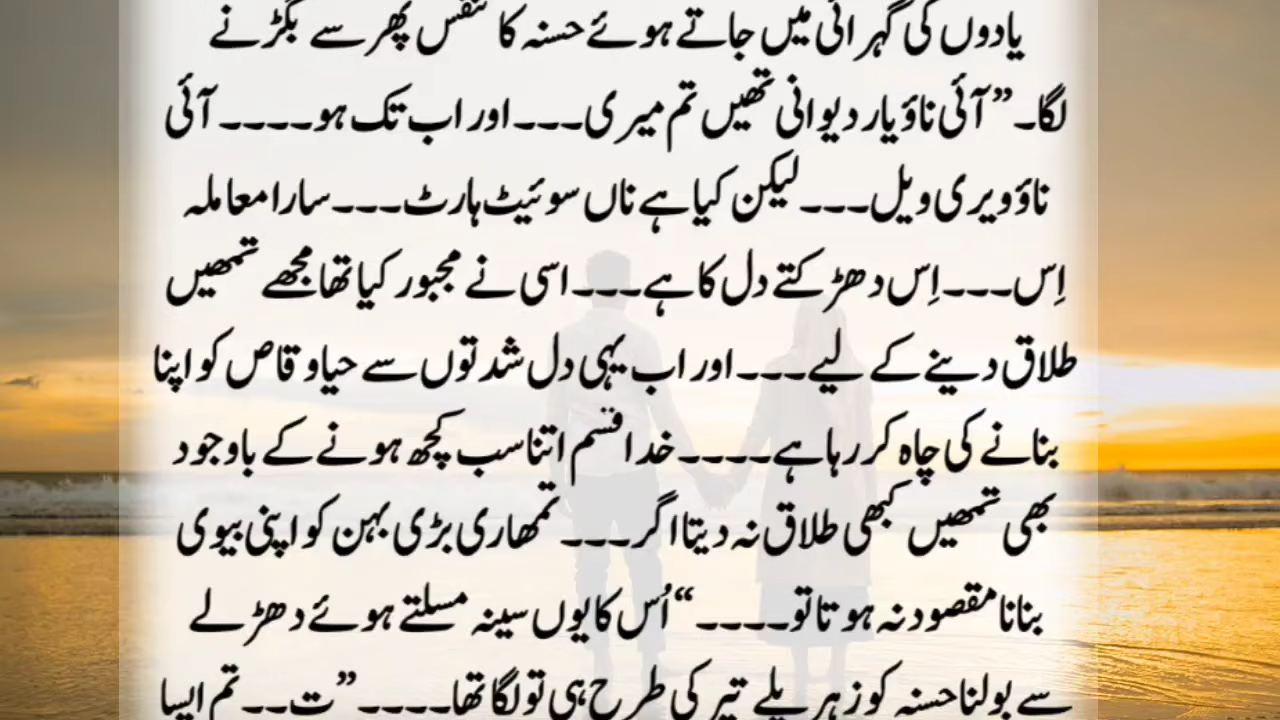 یادوں کی گہرائی میں جاتے ہوئے حسنہ کا تنفس پھر سے بگڑنے
لگا۔”آئی ناؤ یار دیوانی تھیں تم میری۔۔۔اور اب تک ہو۔۔۔۔ آئی
ناؤ ویری ویل۔۔۔لیکن کیا ہے ناں سوئیٹ ہارٹ۔۔۔سارا معاملہ
اِس۔۔۔اِس دھڑکتے دل کا ہے۔۔۔اسی نے مجبور کیا تھا مجھے تمھیں
طلاق دینے کے لیے۔۔۔اور اب یہی دل شدتوں سے حیا وقاص کو اپنا
بنانے کی چاہ کر رہا ہے۔۔۔۔خدا قسم اتنا سب کچھ ہونے کے باوجود
بھی تمھیں کبھی طلاق نہ دیتا اگر۔۔۔تمھاری بڑی بہن کو اپنی بیوی
بنانا مقصود نہ ہوتا تو۔۔۔۔“اُس کا یوں سینہ مسلتے ہوئے دھڑلے
سے بولنا حسنہ کو زہریلے تیر کی طرح ہی تو لگا تھا۔۔۔۔”ت۔۔تم ایسا